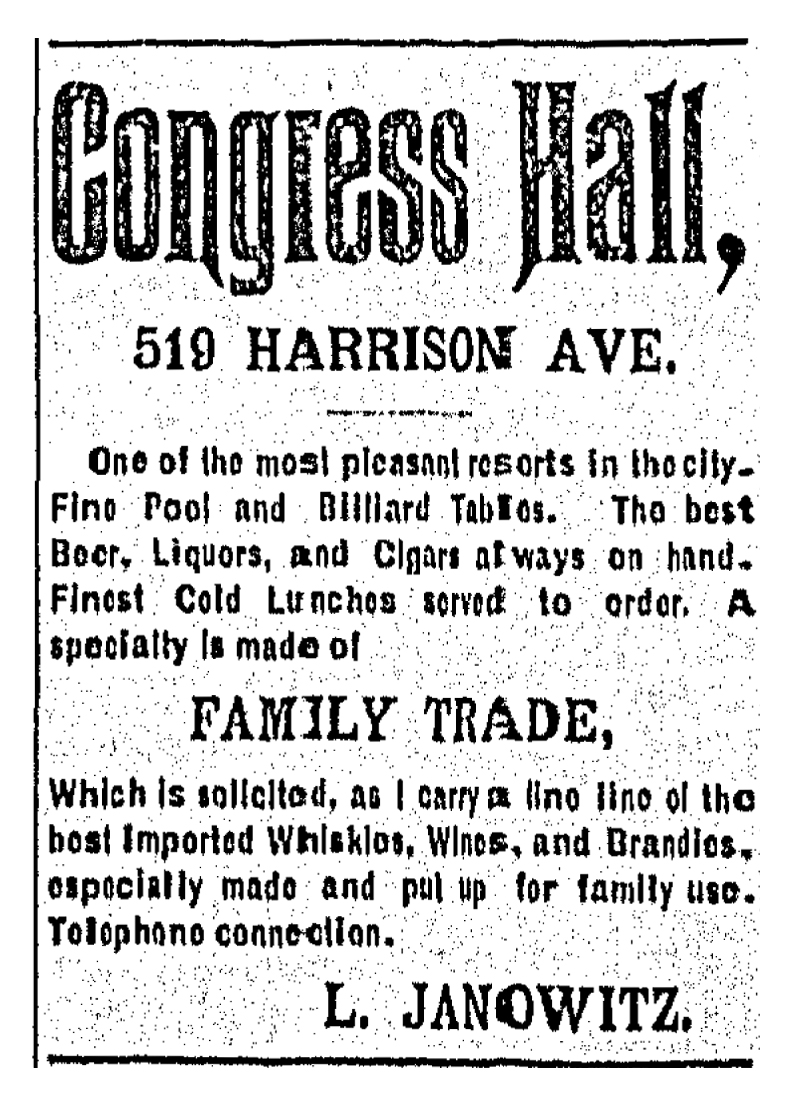 Congress Hall,
519 HARRISON AVE.
One of the most pleasant resorts in the city.
Fine Pool and Billiard Tables. The best
Beer, Liquors, and Cigars always on hand.
Finest Cold Lunches served to order. A
specialty is made of
FAMILY TRADE,
Which is solicited, as I carry a fine line of the
best Imported Whiskies, Wines, and Brandies,
especially made and put up for family use.
Telephone connection.
L. JANOWITZ.